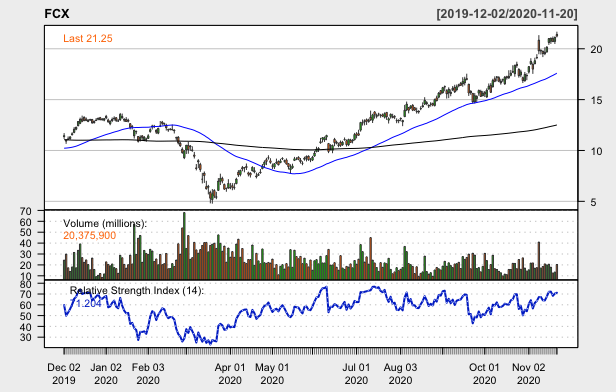 FCX [2019-12-02/2020-11-20]
Last 21.25
20
15
10
5
Volume (millions):
20,375,900
70
60
50
40
30
20
10
Relative Strength Index (14):
71.204
80
70
60
50
40
30
Dec 02 2019
Jan 02 2020
Feb 03 2020
Apr 01 2020
May 01 2020
Jul 01 2020
Aug 03 2020
Oct 01 2020
Nov 02 2020